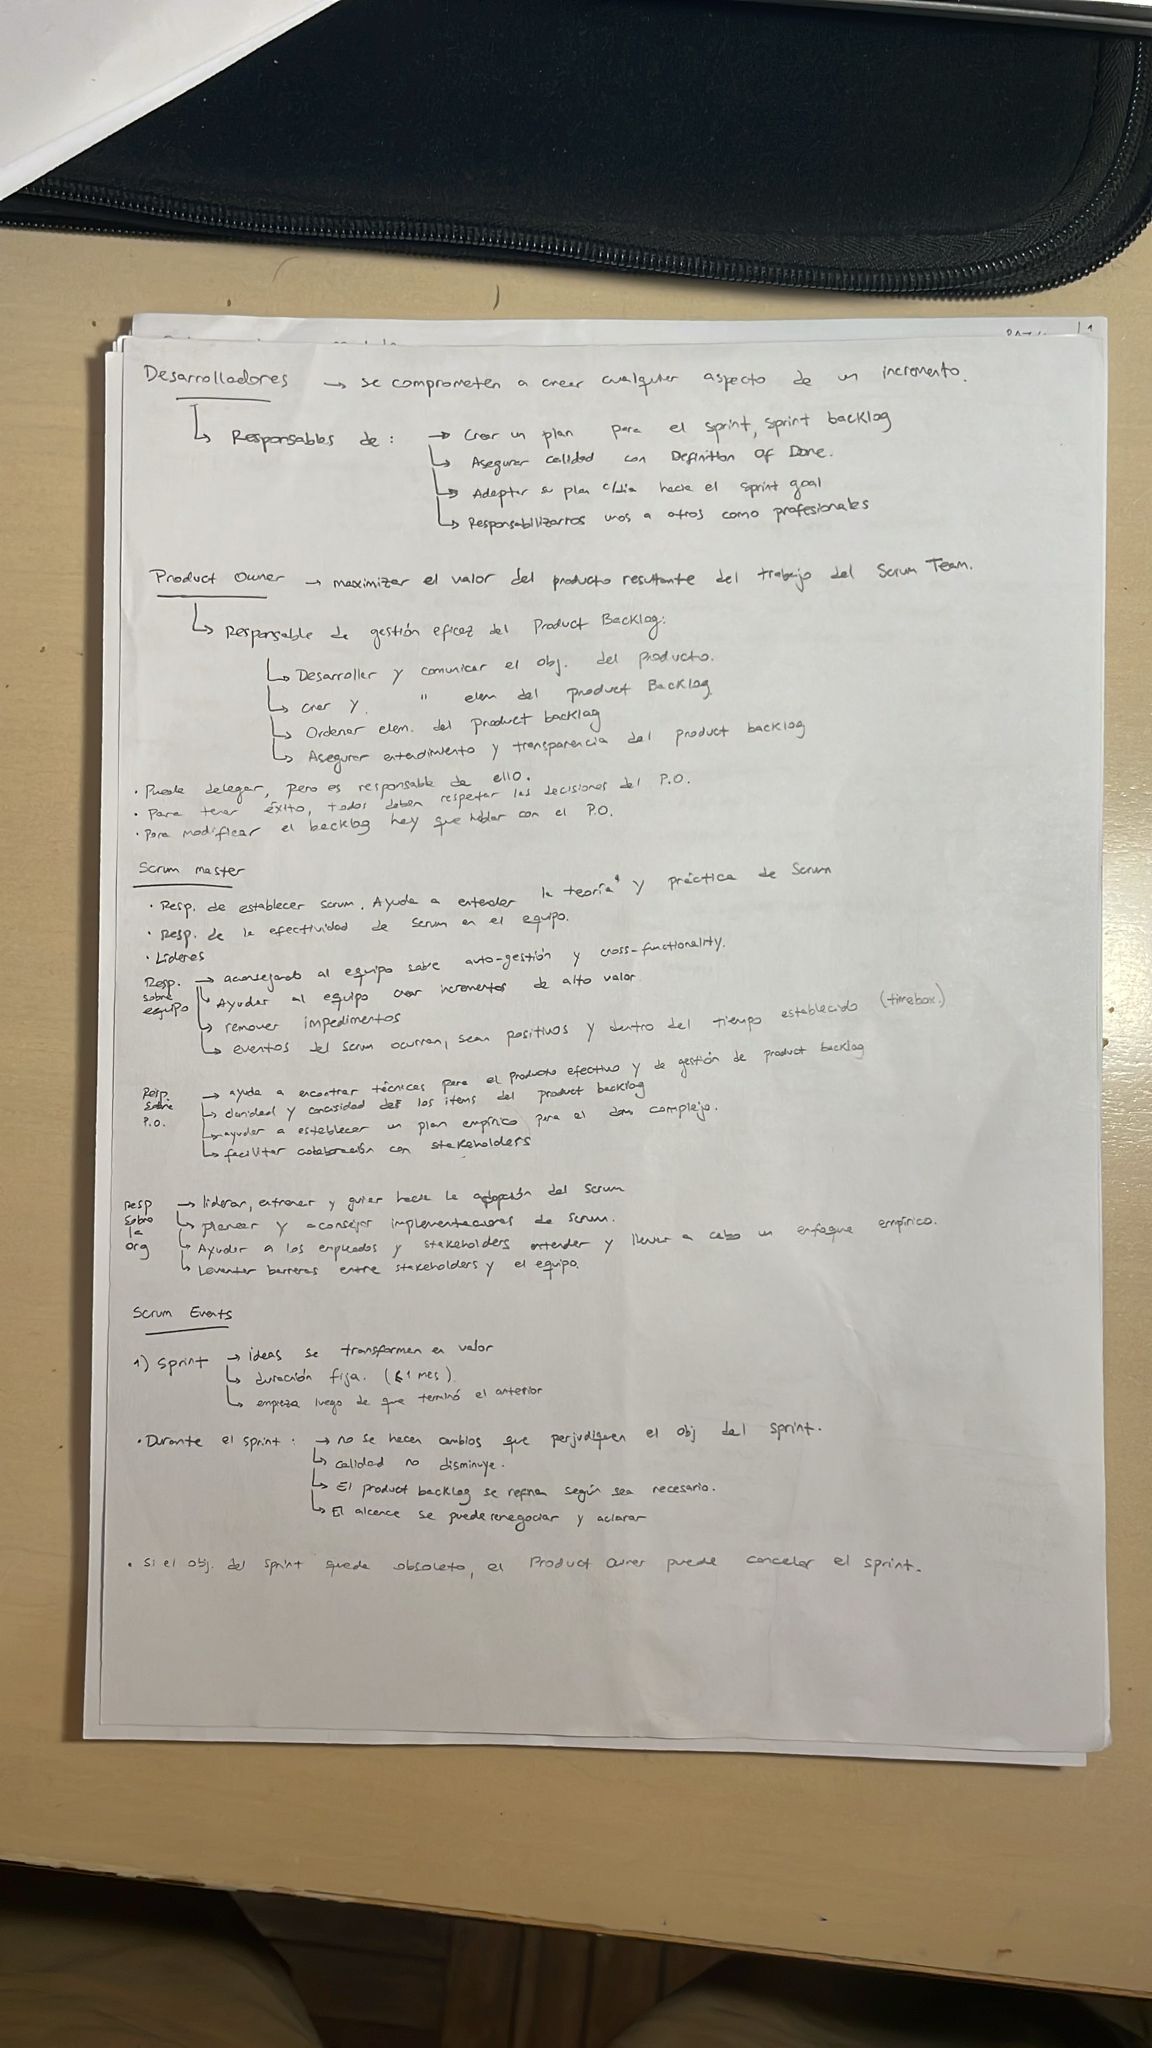 Desarrolladores → se comprometen a crear cualquier aspecto de un incremento.
↳ Responsables de: → Crear un plan para el sprint, sprint backlog
↳ Asegurar calidad con Definition Of Done.
↳ Adaptar su plan c/dia hacia el sprint goal
↳ Responsabilizarnos unos a otros como profesionales
Product Owner → maximizar el valor del producto resultante del trabajo del Scrum Team.
↳ Responsable de gestión eficaz del Product Backlog:
↳ Desarrollar y comunicar el obj. del producto.
↳ crear y " elem del product Backlog
↳ Ordenar elem. del product backlog
↳ Asegurar entendimiento y transparencia del product backlog
· Puede delegar, pero es responsable de ello.
· Para tener éxito, todos deben respetar las decisiones del P.O.
· Para modificar el backlog hay que hablar con el P.O.
Scrum master
· Resp. de establecer scrum. Ayuda a entender la teoría y práctica de Scrum
· Resp. de la efectividad de Scrum en el equipo.
· Líderes
Resp. sobre equipo → aconsejando al equipo sobre auto-gestión y cross-functionality.
↳ Ayudar al equipo crear incrementos de alto valor
↳ remover impedimentos
↳ eventos del scrum ocurran, sean positivos y dentro del tiempo establecido (timebox.)
Resp. sobre P.O. → ayuda a encontrar técnicas para el Producto efectivo y de gestión de product backlog
↳ claridad y concisidad de los items del product backlog
↳ ayudar a establecer un plan empírico para el complejo.
↳ facilitar colaboración con stakeholders
Resp sobre la org → liderar, entrenar y guiar hacia la adopción del Scrum
↳ planear y aconsejar implementaciones de Scrum.
↳ Ayudar a los empleados y stakeholders entender y llevar a cabo un enfoque empírico.
↳ Levantar barreras entre stakeholders y el equipo.
Scrum Events
1) Sprint → ideas se transforman en valor
↳ duración fija. (≤1 mes)
↳ empieza luego de que terminó el anterior
· Durante el sprint: → no se hacen cambios que perjudiquen el obj del sprint.
↳ calidad no disminuye.
↳ El product backlog se refina según sea necesario.
↳ El alcance se puede renegociar y aclarar
· Si el obj. del sprint queda obsoleto, el Product Owner puede cancelar el sprint.